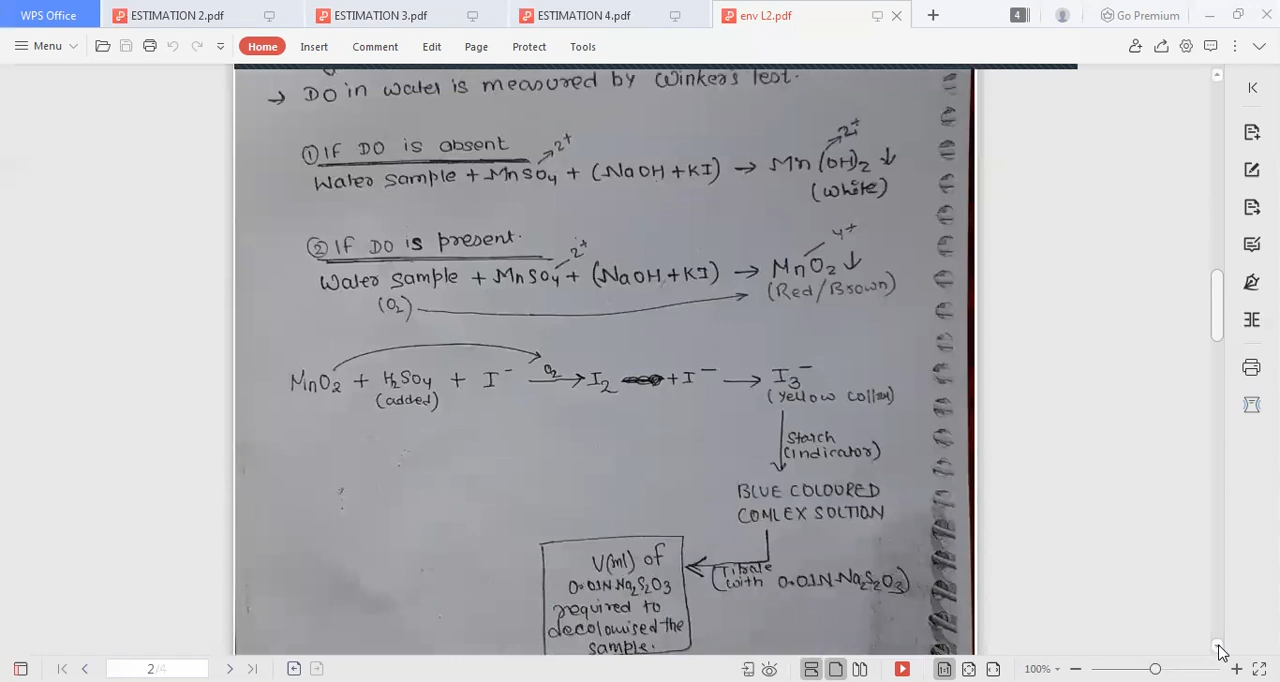 WPS Office
ESTIMATION 2.pdf
ESTIMATION 3.pdf
ESTIMATION 4.pdf
env L2.pdf
4
Go Premium
Menu
Home
Insert
Comment
Edit
Page
Protect
Tools
→ DO in water is measured by Winker's Test.
① IF DO is absent
2+
2+
Water Sample + MnSO4 + (NaOH + KI) → Mn(OH)2 ↓
(White)
② IF DO is present.
2+
4+
Water Sample + MnSO4 + (NaOH + KI) → MnO2 ↓
(O2)
(Red/Brown)
MnO2 + H2SO4 + I⁻ O2→ I2 + I⁻ → I3⁻
(added)
(yellow
Starch
(indicator)
BLUE COLOURED
COMLEX SOLTION
V(ml) of
0.01N Na2S2O3
required to
decolourised the
sample.
(Titrate
with 0.01N Na2S2O3)
2/4
100%